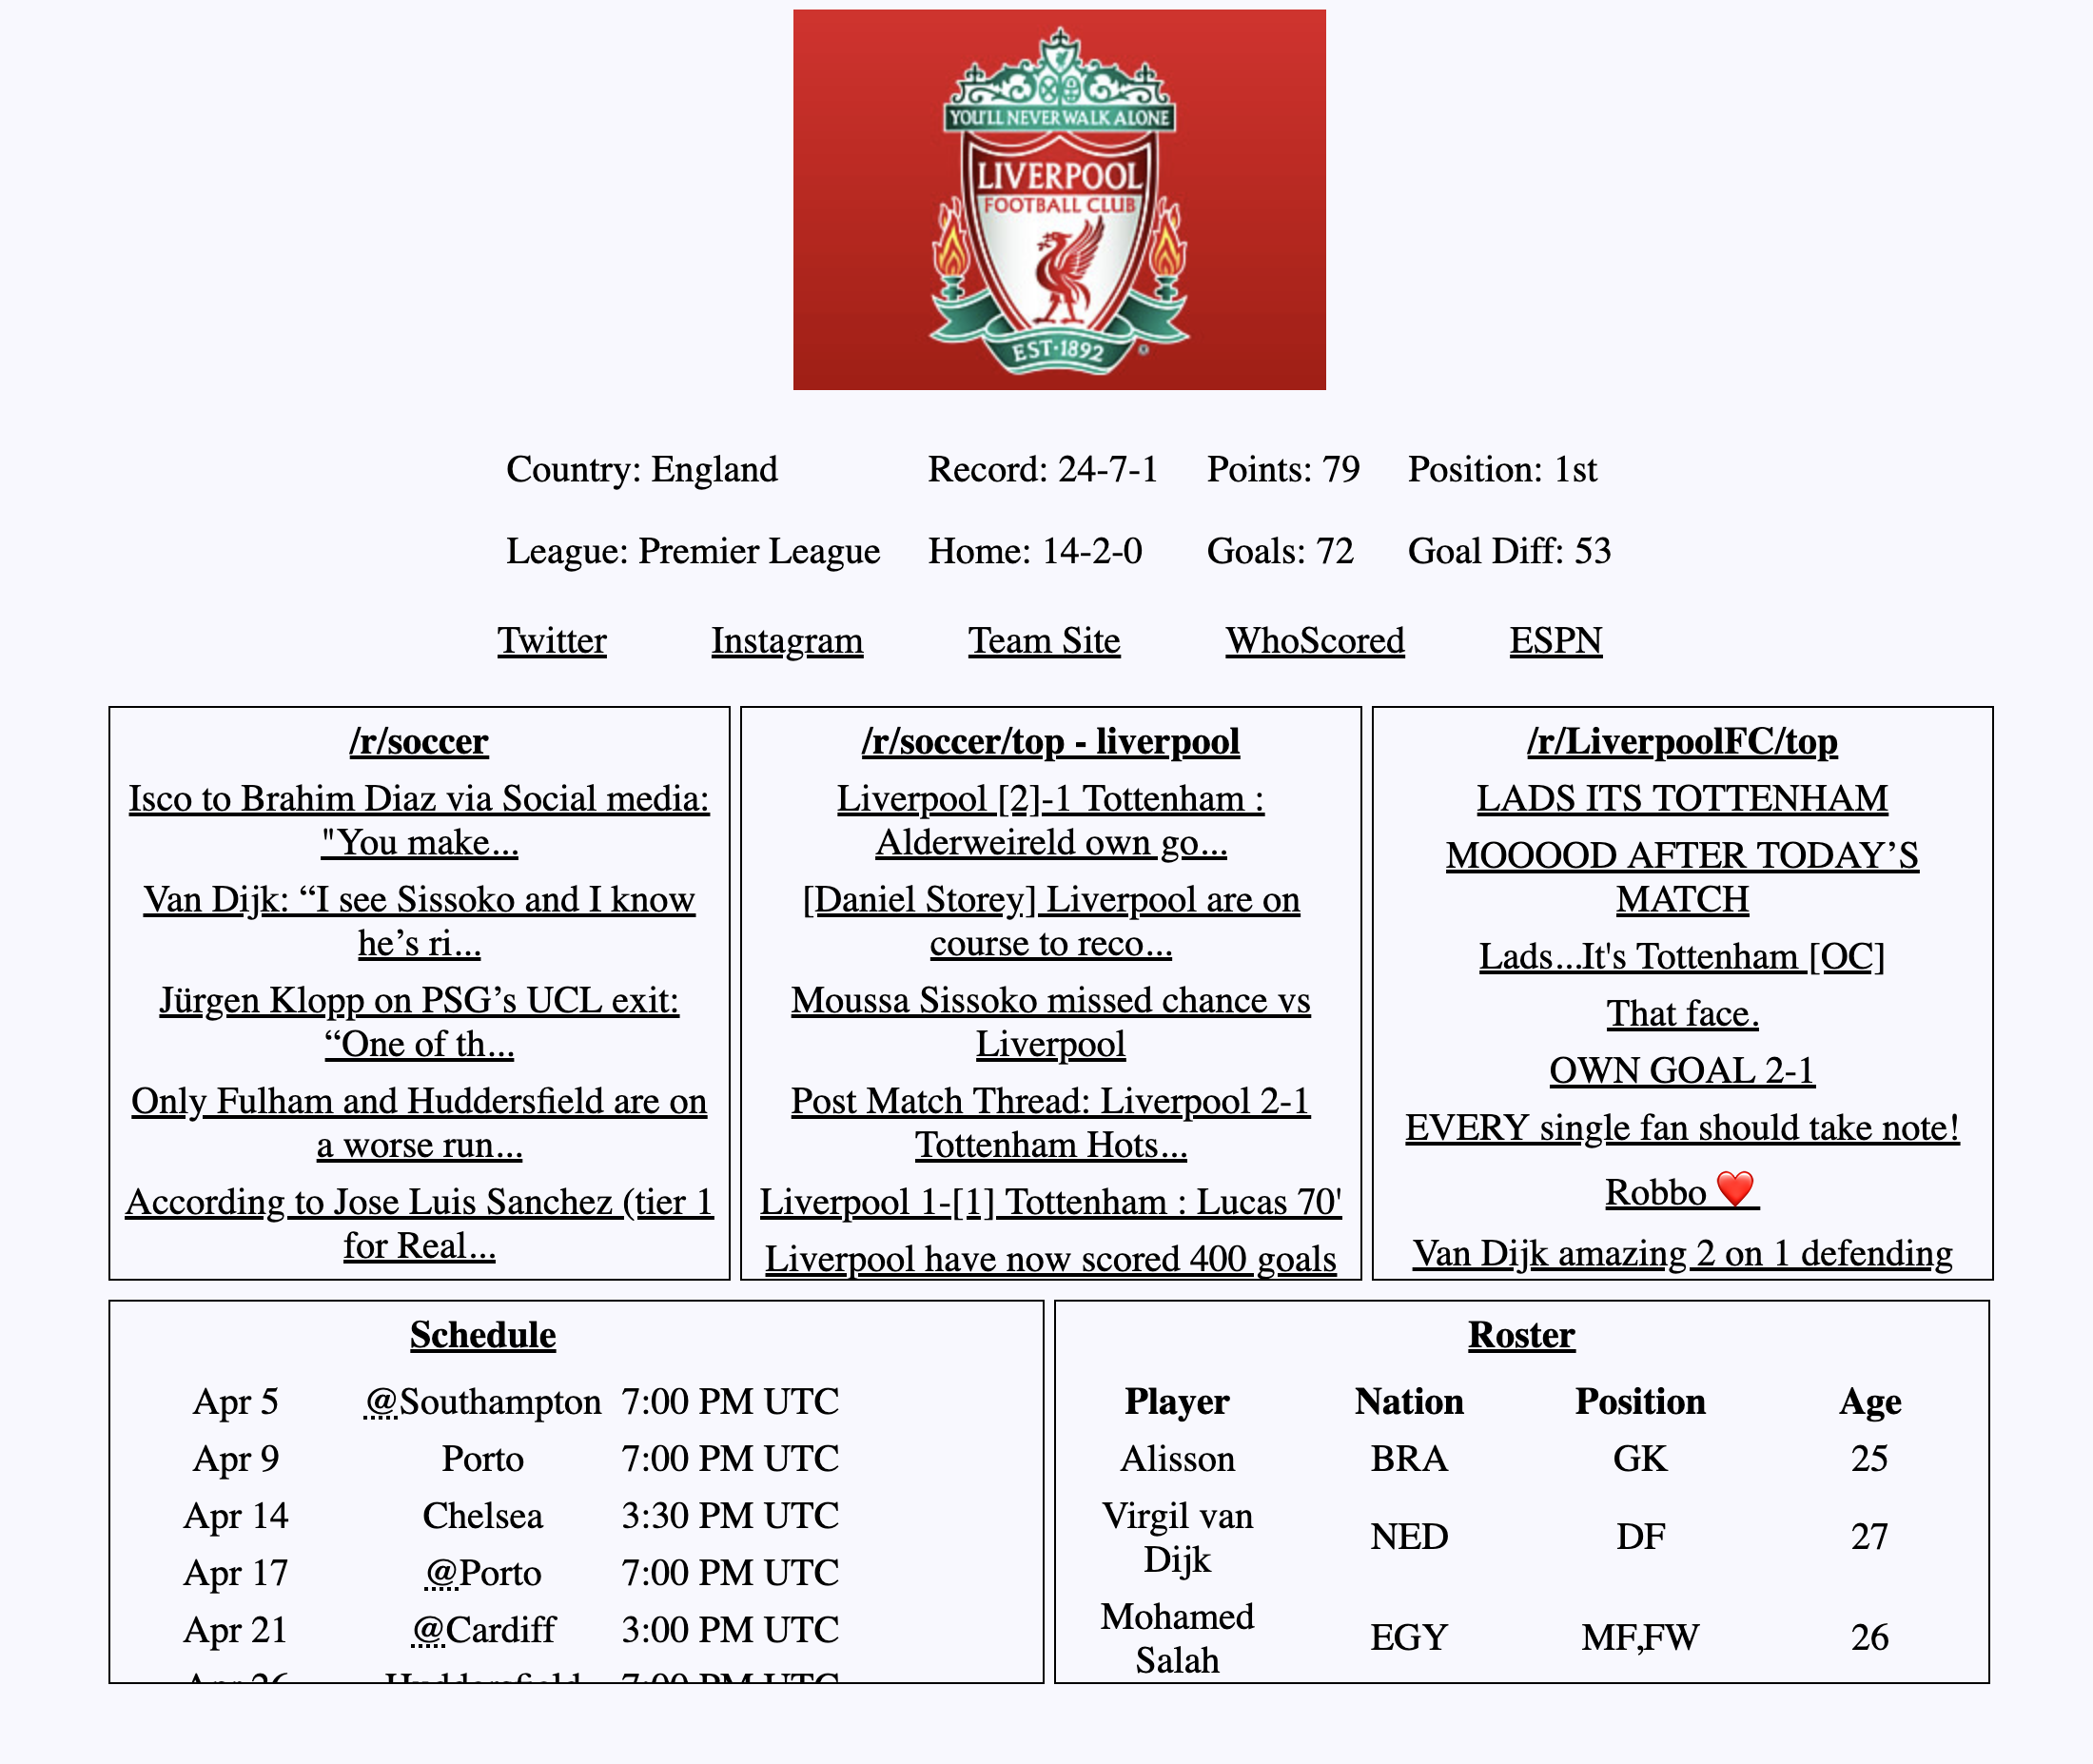 YOU'LL NEVER WALK ALONE
LIVERPOOL
FOOTBALL CLUB
EST·1892
Country: England Record: 24-7-1 Points: 79 Position: 1st
League: Premier League Home: 14-2-0 Goals: 72 Goal Diff: 53
Twitter Instagram Team Site WhoScored ESPN
/r/soccer
Isco to Brahim Diaz via Social media:
"You make...
Van Dijk: “I see Sissoko and I know
he’s ri...
Jürgen Klopp on PSG’s UCL exit:
“One of th...
Only Fulham and Huddersfield are on
a worse run...
According to Jose Luis Sanchez (tier 1
for Real...
/r/soccer/top - liverpool
Liverpool [2]-1 Tottenham :
Alderweireld own go...
[Daniel Storey] Liverpool are on
course to reco...
Moussa Sissoko missed chance vs
Liverpool
Post Match Thread: Liverpool 2-1
Tottenham Hots...
Liverpool 1-[1] Tottenham : Lucas 70'
Liverpool have now scored 400 goals
/r/LiverpoolFC/top
LADS ITS TOTTENHAM
MOOOOD AFTER TODAY’S
MATCH
Lads...It's Tottenham [OC]
That face.
OWN GOAL 2-1
EVERY single fan should take note!
Robbo ❤️
Van Dijk amazing 2 on 1 defending
Schedule
Apr 5 @Southampton 7:00 PM UTC
Apr 9 Porto 7:00 PM UTC
Apr 14 Chelsea 3:30 PM UTC
Apr 17 @Porto 7:00 PM UTC
Apr 21 @Cardiff 3:00 PM UTC
Apr 26 Huddersfield 7:00 PM UTC
Roster
Player Nation Position Age
Alisson BRA GK 25
Virgil van
Dijk NED DF 27
Mohamed
Salah EGY MF,FW 26